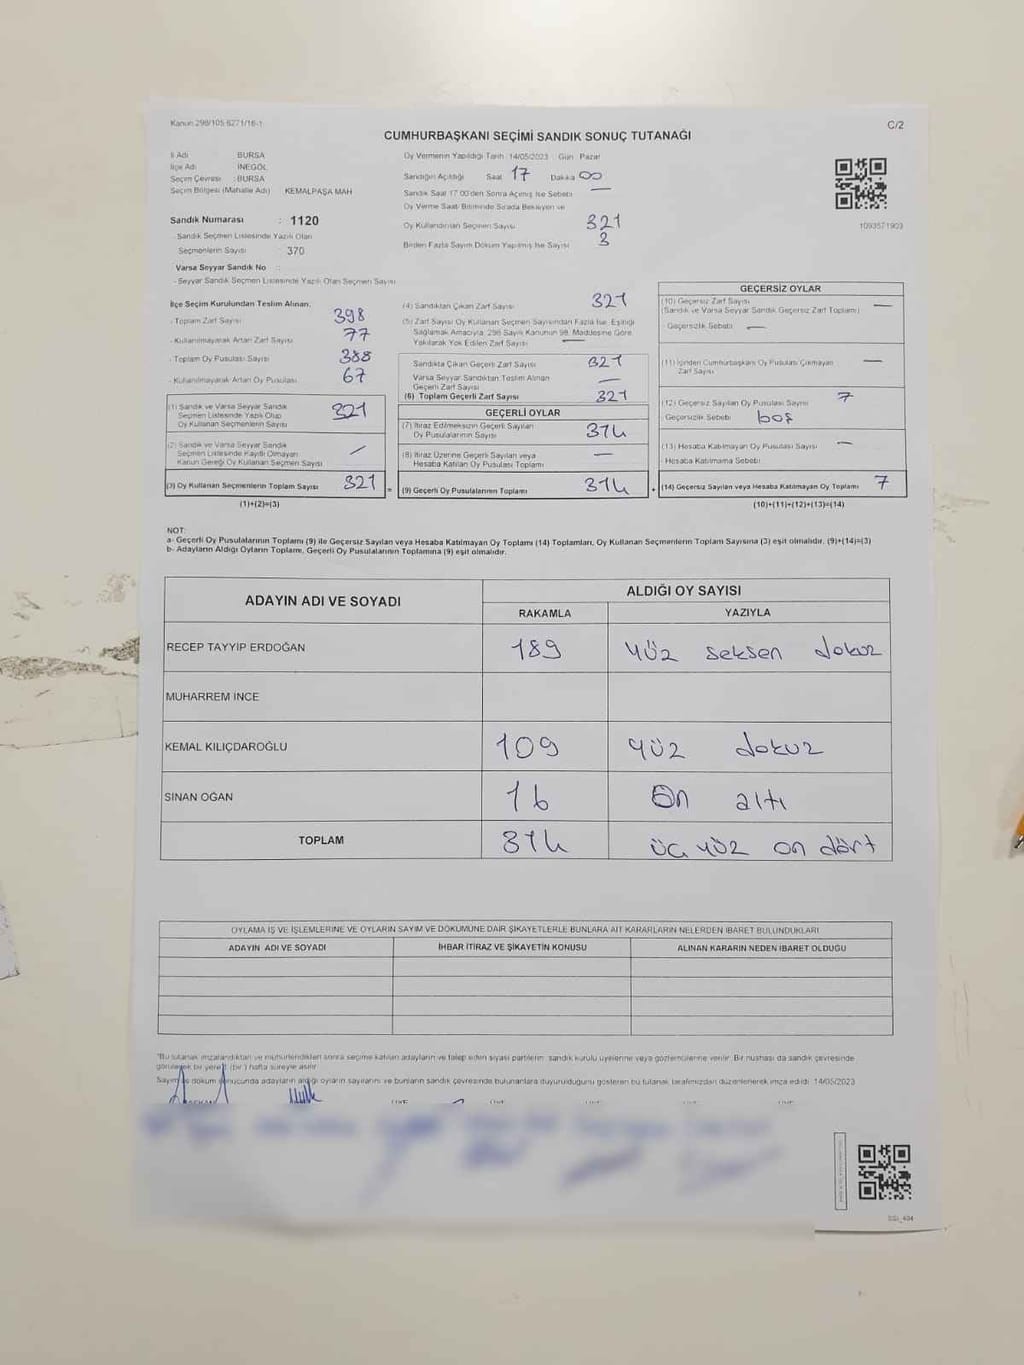 Kanun 298/105 6271/16-1
C/2
CUMHURBAŞKANI SEÇİMİ SANDIK SONUÇ TUTANAĞI
İl Adı BURSA
İlçe Adı : İNEGÖL
Seçim Çevresi : BURSA
Seçim Bölgesi (Mahalle Adı) KEMALPAŞA MAH
Sandık Numarası : 1120
- Sandık Seçmen Listesinde Yazılı Olan
Seçmenlerin Sayısı : 370
Varsa Seyyar Sandık No :
- Seyyar Sandık Seçmen Listesinde Yazılı Olan Seçmen Sayısı
Oy Vermenin Yapıldığı Tarih 14/05/2023 Gün Pazar
Sandığın Açıldığı Saat 17 Dakika 00
Sandık Saat 17.00'den Sonra Açılmış İse Sebebi —
Oy Verme Saati Bitiminde Sırada Bekleyen ve
Oy Kullandırılan Seçmen Sayısı 321
Birden Fazla Sayım Döküm Yapılmış İse Sayısı 3
1093571903
İlçe Seçim Kurulundan Teslim Alınan;
- Toplam Zarf Sayısı 398
- Kullanılmayarak Artan Zarf Sayısı 77
- Toplam Oy Pusulası Sayısı 388
- Kullanılmayarak Artan Oy Pusulası 67
(1) Sandık ve Varsa Seyyar Sandık
Seçmen Listesinde Yazılı Olup
Oy Kullanan Seçmenlerin Sayısı 321
(2) Sandık ve Varsa Seyyar Sandık
Seçmen Listesinde Kaydı Olmayan
Kanun Gereği Oy Kullanan Seçmen Sayısı
(3) Oy Kullanan Seçmenlerin Toplam Sayısı 321
(1)+(2)=(3)
(4) Sandıktan Çıkan Zarf Sayısı 321
(5) Zarf Sayısı Oy Kullanan Seçmen Sayısından Fazla İse, Eşitliği
Sağlamak Amacıyla, 298 Sayılı Kanunun 98. Maddesine Göre
Yakılarak Yok Edilen Zarf Sayısı —
Sandıkta Çıkan Geçerli Zarf Sayısı 321
Varsa Seyyar Sandıktan Teslim Alınan
Geçerli Zarf Sayısı —
(6) Toplam Geçerli Zarf Sayısı 321
GEÇERLİ OYLAR
(7) İtiraz Edilmeksizin Geçerli Sayılan
Oy Pusulalarının Sayısı 314
(8) İtiraz Üzerine Geçerli Sayılan veya
Hesaba Katılan Oy Pusulası Toplamı —
= (9) Geçerli Oy Pusulalarının Toplamı 314
GEÇERSİZ OYLAR
(10) Geçersiz Zarf Sayısı —
(Sandık ve Varsa Seyyar Sandık Geçersiz Zarf Toplamı)
- Geçersizlik Sebebi —
(11) İçinden Cumhurbaşkanı Oy Pusulası Çıkmayan —
Zarf Sayısı
(12) Geçersiz Sayılan Oy Pusulası Sayısı 7
- Geçersizlik Sebebi boş
(13) Hesaba Katılmayan Oy Pusulası Sayısı —
- Hesaba Katılmama Sebebi
+ (14) Geçersiz Sayılan veya Hesaba Katılmayan Oy Toplamı 7
(10)+(11)+(12)+(13)=(14)
NOT:
a- Geçerli Oy Pusulalarının Toplamı (9) ile Geçersiz Sayılan veya Hesaba Katılmayan Oy Toplamı (14) Toplamları, Oy Kullanan Seçmenlerin Toplam Sayısına (3) eşit olmalıdır. (9)+(14)=(3)
b- Adayların Aldığı Oyların Toplamı, Geçerli Oy Pusulalarının Toplamına (9) eşit olmalıdır.
ADAYIN ADI VE SOYADI
ALDIĞI OY SAYISI
RAKAMLA YAZIYLA
RECEP TAYYİP ERDOĞAN 189 yüz seksen dokuz
MUHARREM İNCE
KEMAL KILIÇDAROĞLU 109 yüz dokuz
SİNAN OĞAN 16 On altı
TOPLAM 314 üç yüz on dört
OYLAMA İŞ VE İŞLEMLERİNE VE OYLARIN SAYIM VE DÖKÜMÜNE DAİR ŞİKAYETLERLE BUNLARA AİT KARARLARIN NELERDEN İBARET BULUNDUKLARI
ADAYIN ADI VE SOYADI İHBAR İTİRAZ VE ŞİKAYETİN KONUSU ALINAN KARARIN NEDEN İBARET OLDUĞU
*Bu tutanak imzalandıktan ve mühürlendikten sonra seçime katılan adayların ve talep eden siyasi partilerin sandık kurulu üyelerine veya gözlemcilerine verilir. Bir nüshası da sandık çevresinde
görülecek bir yere 1 (bir) hafta süreyle asılır.
Sayım ve döküm sonucunda adayların aldığı oyların sayılarını ve bunların sandık çevresinde bulunanlara duyurulduğunu gösteren bu tutanak tarafımızdan düzenlenerek imza edildi. 14/05/2023